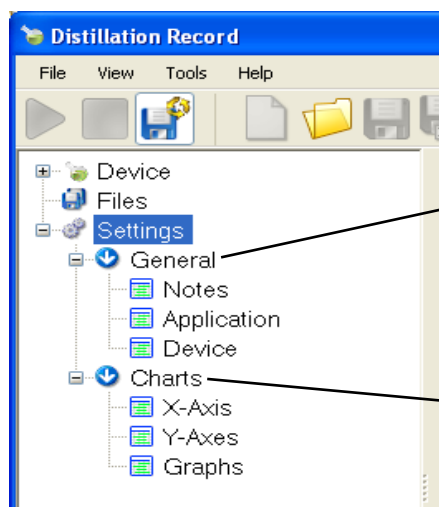 Distillation Record
File View Tools Help
Device
Files
Settings
General
Notes
Application
Device
Charts
X-Axis
Y-Axes
Graphs